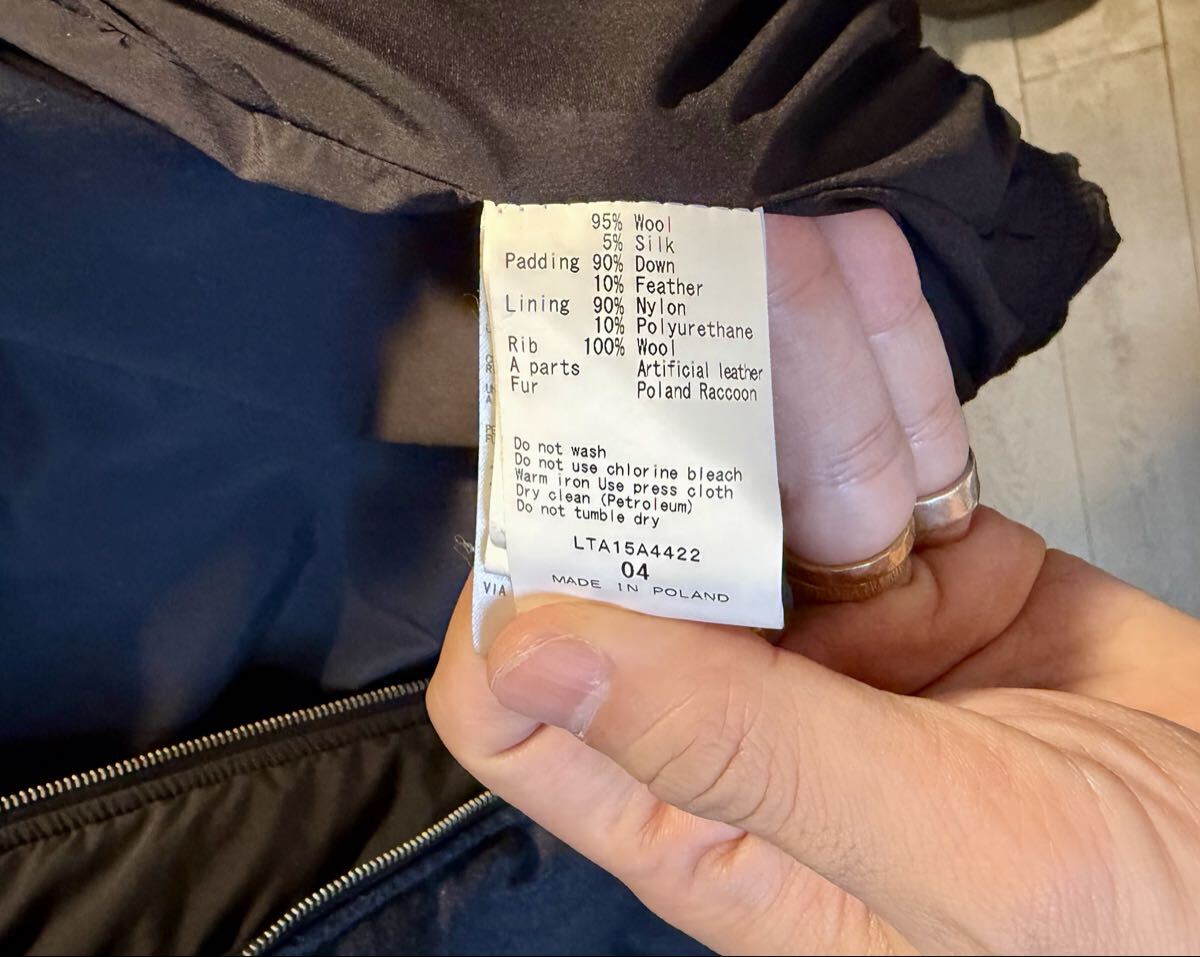 95% Wool
5% Silk
Padding 90% Down
10% Feather
Lining 90% Nylon
10% Polyurethane
Rib 100% Wool
A parts Artificial leather
Fur Poland Raccoon
Do not wash
Do not use chlorine bleach
Warm iron Use press cloth
Dry clean (Petroleum)
Do not tumble dry
LTA15A4422
04
MADE IN POLAND
VIA